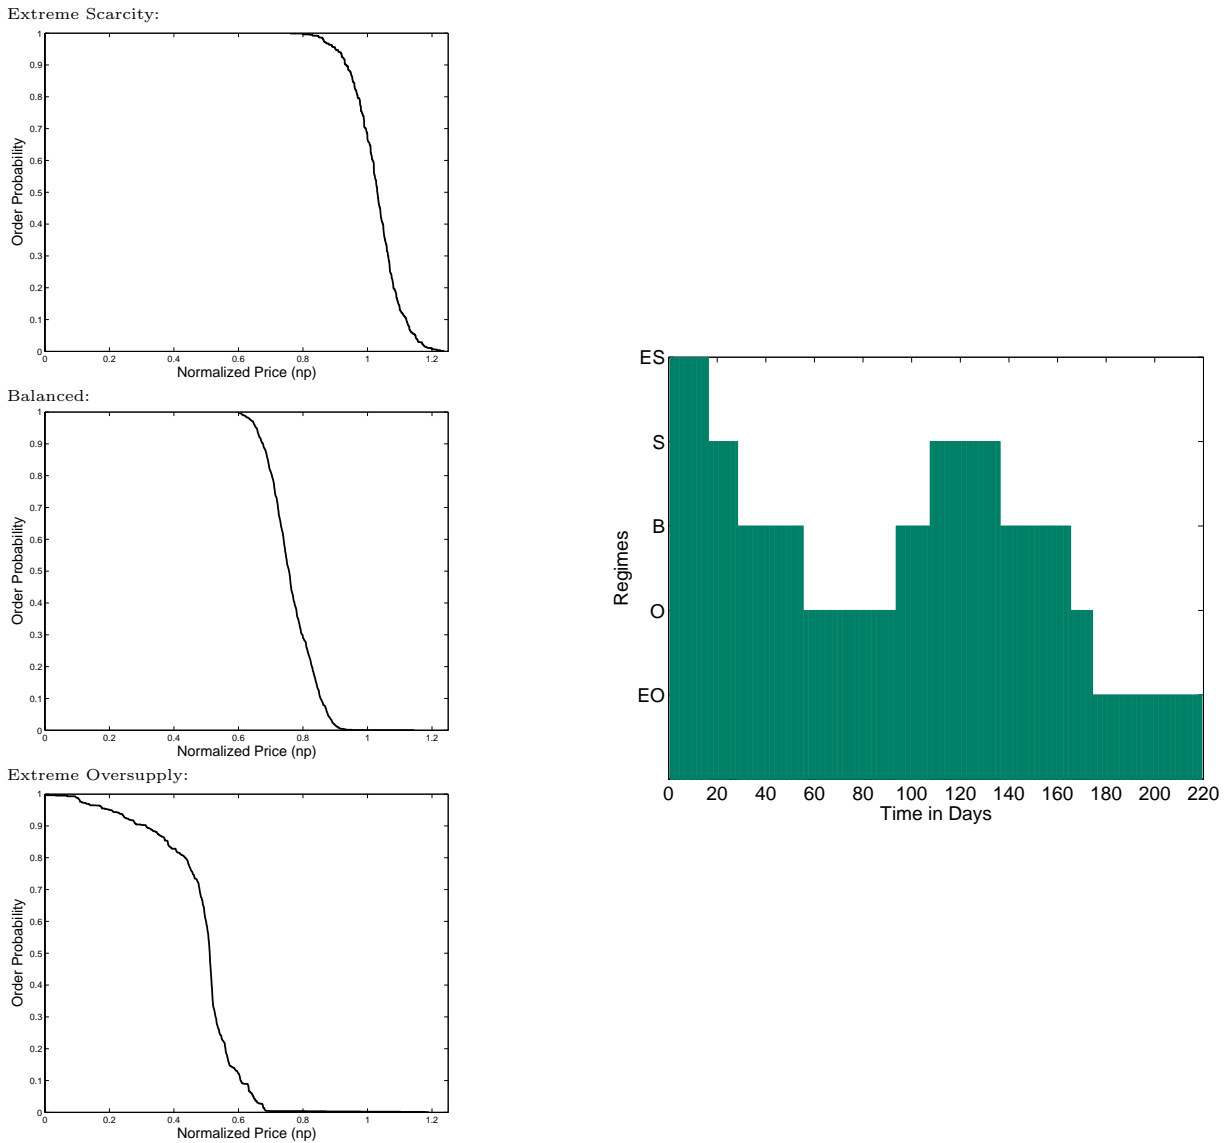 Extreme Scarcity:
1
0.9
0.8
0.7
0.6
0.5
0.4
0.3
0.2
0.1
0
Order Probability
0 0.2 0.4 0.6 0.8 1 1.2
Normalized Price (np)
Balanced:
1
0.9
0.8
0.7
0.6
0.5
0.4
0.3
0.2
0.1
0
Order Probability
0 0.2 0.4 0.6 0.8 1 1.2
Normalized Price (np)
Extreme Oversupply:
1
0.9
0.8
0.7
0.6
0.5
0.4
0.3
0.2
0.1
0
Order Probability
0 0.2 0.4 0.6 0.8 1 1.2
Normalized Price (np)
ES
S
B
O
EO
Regimes
0 20 40 60 80 100 120 140 160 180 200 220
Time in Days